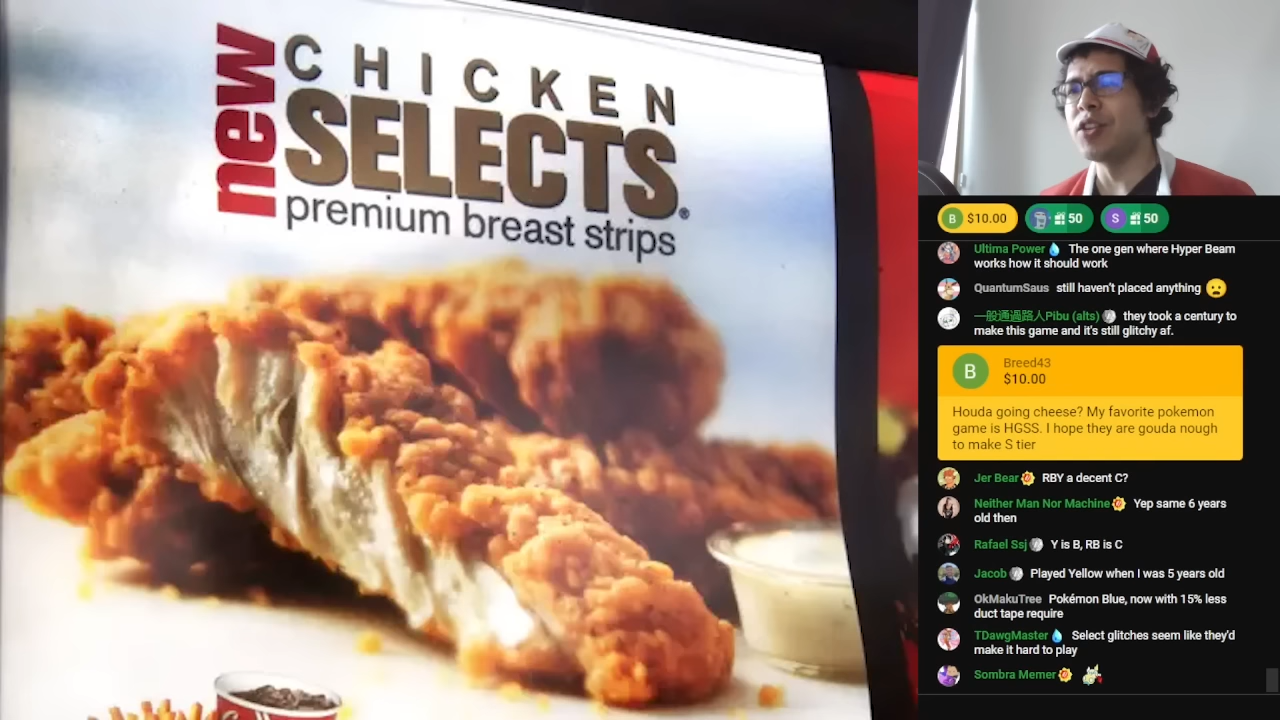 new
CHICKEN
SELECTS®
premium breast strips
B $10.00
50
S 50
Ultima Power The one gen where Hyper Beam
works how it should work
QuantumSaus still haven't placed anything
一般通過路人Pibu (alts) they took a century to
make this game and it's still glitchy af.
B
Breed43
$10.00
Houda going cheese? My favorite pokemon
game is HGSS. I hope they are gouda nough
to make S tier
Jer Bear RBY a decent C?
Neither Man Nor Machine Yep same 6 years
old then
Rafael Ssj Y is B, RB is C
Jacob Played Yellow when I was 5 years old
OkMakuTree Pokémon Blue, now with 15% less
duct tape require
TDawgMaster Select glitches seem like they'd
make it hard to play
Sombra Memer